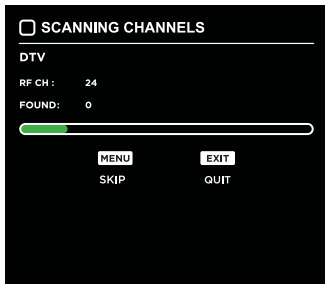 SCANNING CHANNELS
DTV
RF CH : 24
FOUND: 0
MENU EXIT
SKIP QUIT